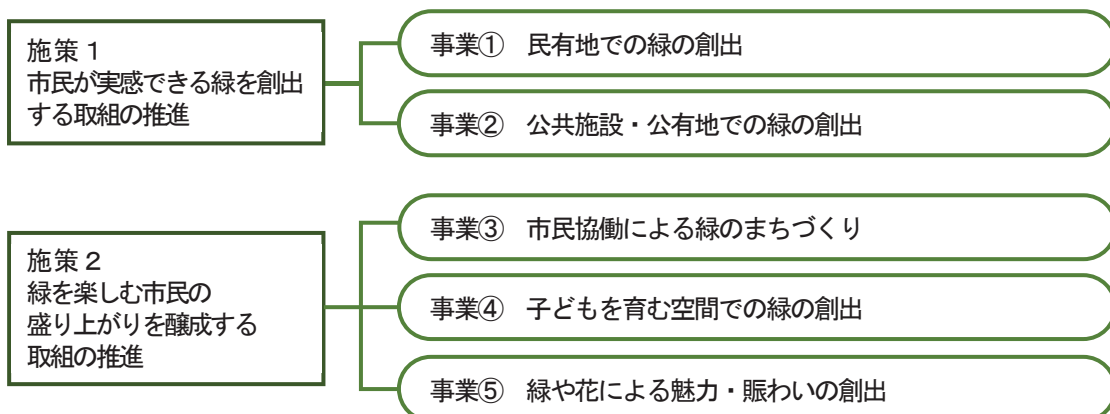 施策1
市民が実感できる緑を創出
する取組の推進
事業① 民有地での緑の創出
事業② 公共施設・公有地での緑の創出
施策2
緑を楽しむ市民の
盛り上がりを醸成する
取組の推進
事業③ 市民協働による緑のまちづくり
事業④ 子どもを育む空間での緑の創出
事業⑤ 緑や花による魅力・賑わいの創出